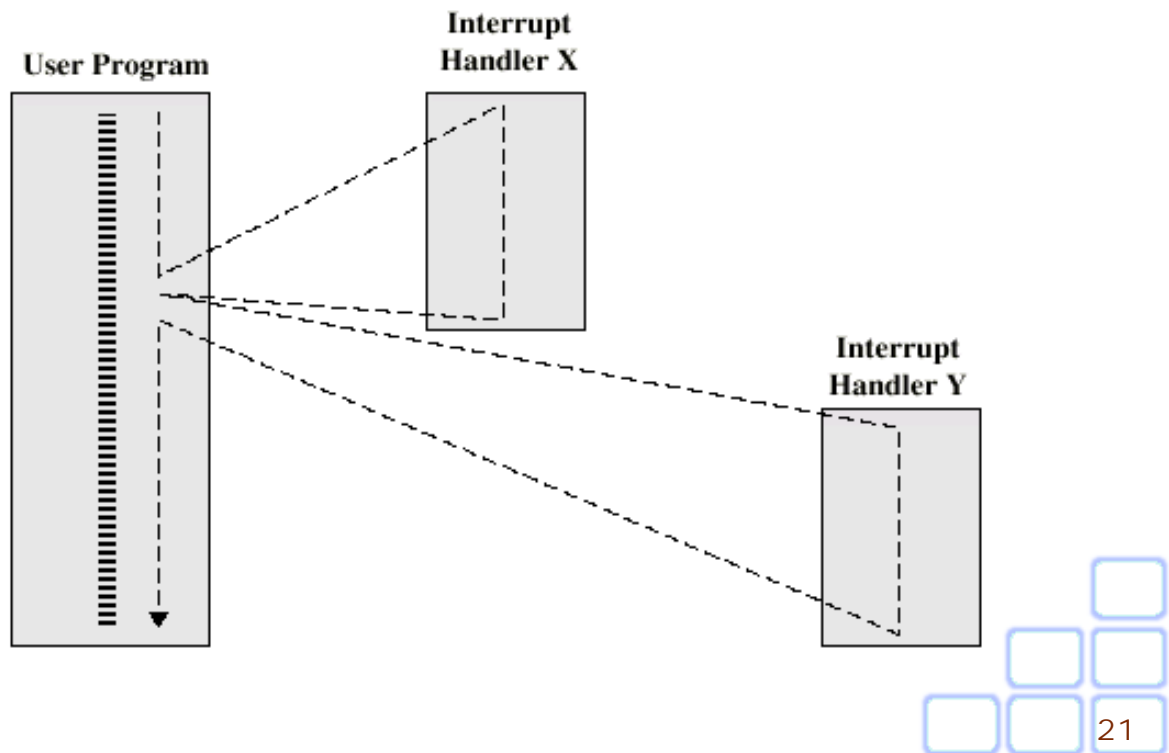 User Program
Interrupt
Handler X
Interrupt
Handler Y
21